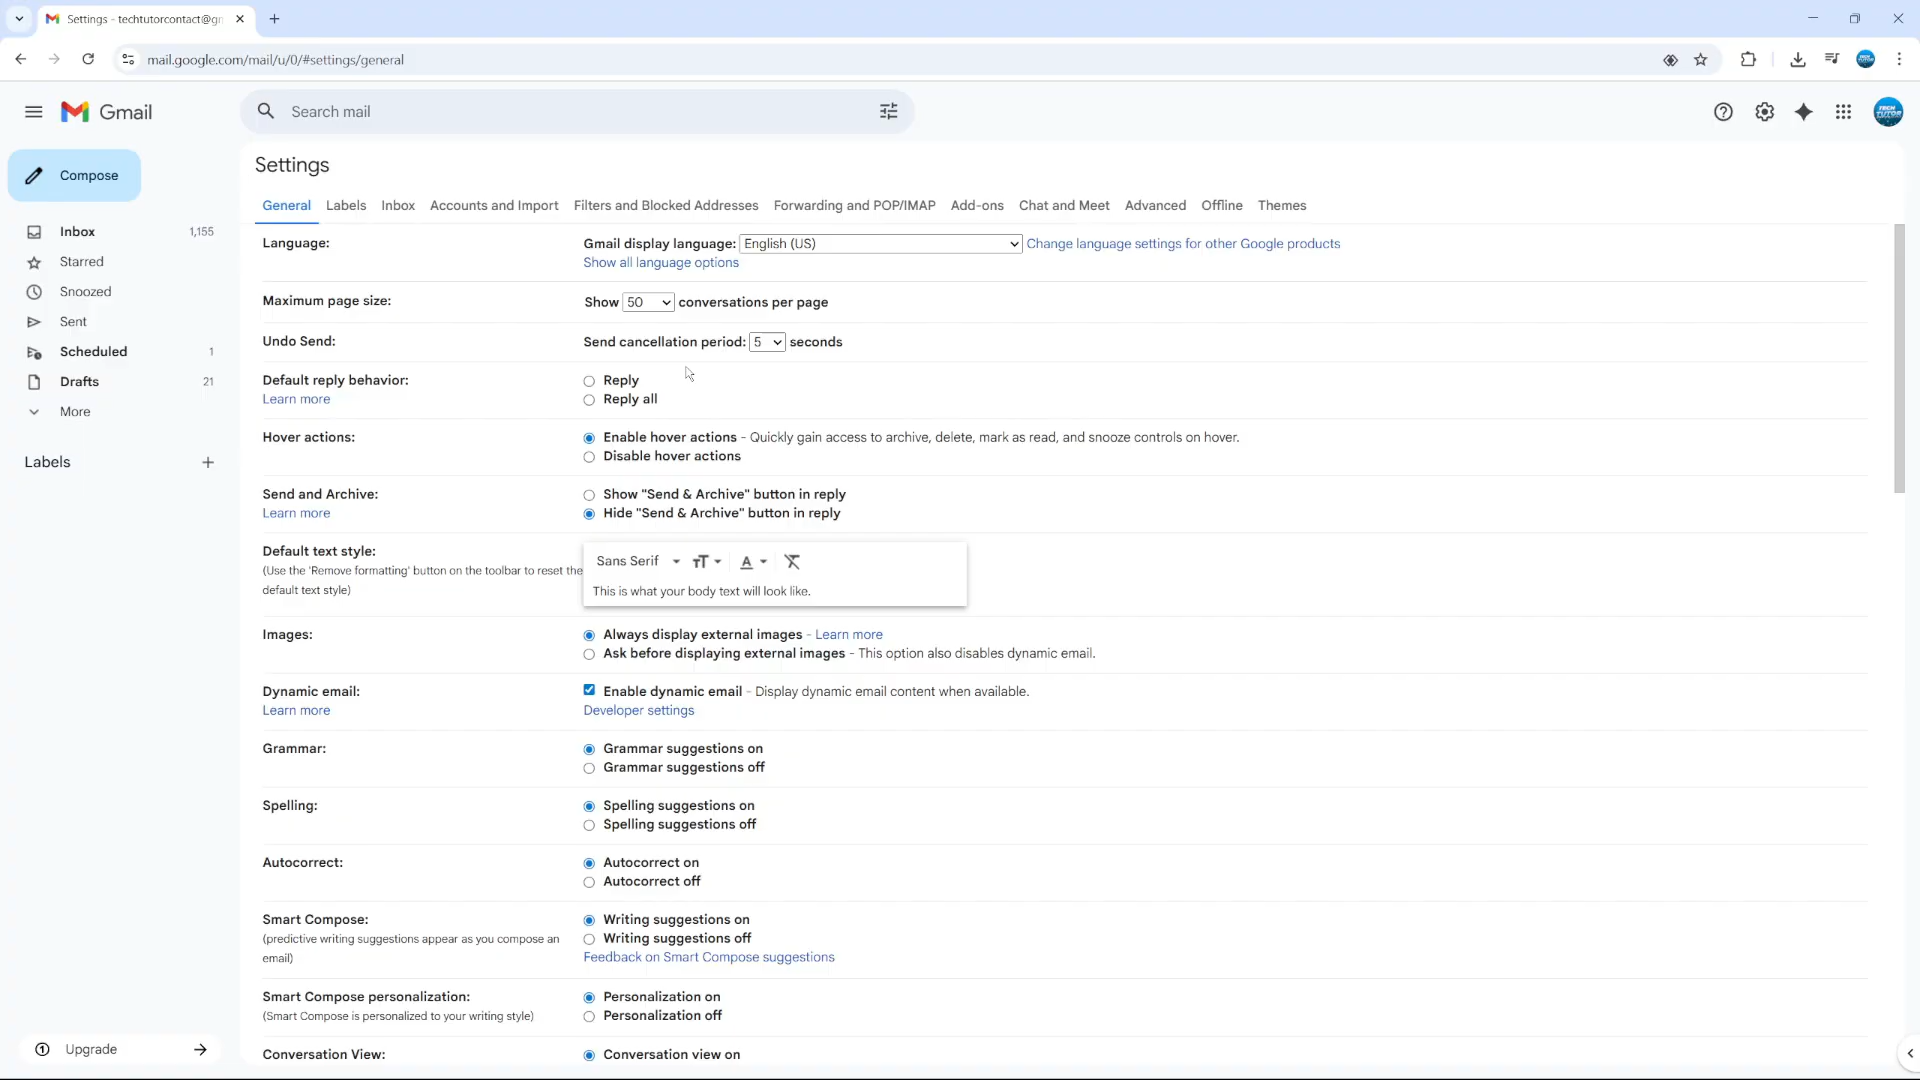 Settings - techtutorcontact@gm
mail.google.com/mail/u/0/#settings/general
Gmail
Search mail
TECH TUTOR
Compose
Inbox 1,155
Starred
Snoozed
Sent
Scheduled 1
Drafts 21
More
Labels
Upgrade
Settings
General Labels Inbox Accounts and Import Filters and Blocked Addresses Forwarding and POP/IMAP Add-ons Chat and Meet Advanced Offline Themes
Language: Gmail display language: English (US) Change language settings for other Google products
Show all language options
Maximum page size: Show 50 conversations per page
Undo Send: Send cancellation period: 5 seconds
Default reply behavior: Reply
Learn more Reply all
Hover actions: Enable hover actions - Quickly gain access to archive, delete, mark as read, and snooze controls on hover.
Disable hover actions
Send and Archive: Show "Send & Archive" button in reply
Learn more Hide "Send & Archive" button in reply
Default text style: Sans Serif
(Use the 'Remove formatting' button on the toolbar to reset the
default text style) This is what your body text will look like.
Images: Always display external images - Learn more
Ask before displaying external images - This option also disables dynamic email.
Dynamic email: Enable dynamic email - Display dynamic email content when available.
Learn more Developer settings
Grammar: Grammar suggestions on
Grammar suggestions off
Spelling: Spelling suggestions on
Spelling suggestions off
Autocorrect: Autocorrect on
Autocorrect off
Smart Compose: Writing suggestions on
(predictive writing suggestions appear as you compose an Writing suggestions off
email) Feedback on Smart Compose suggestions
Smart Compose personalization: Personalization on
(Smart Compose is personalized to your writing style) Personalization off
Conversation View: Conversation view on